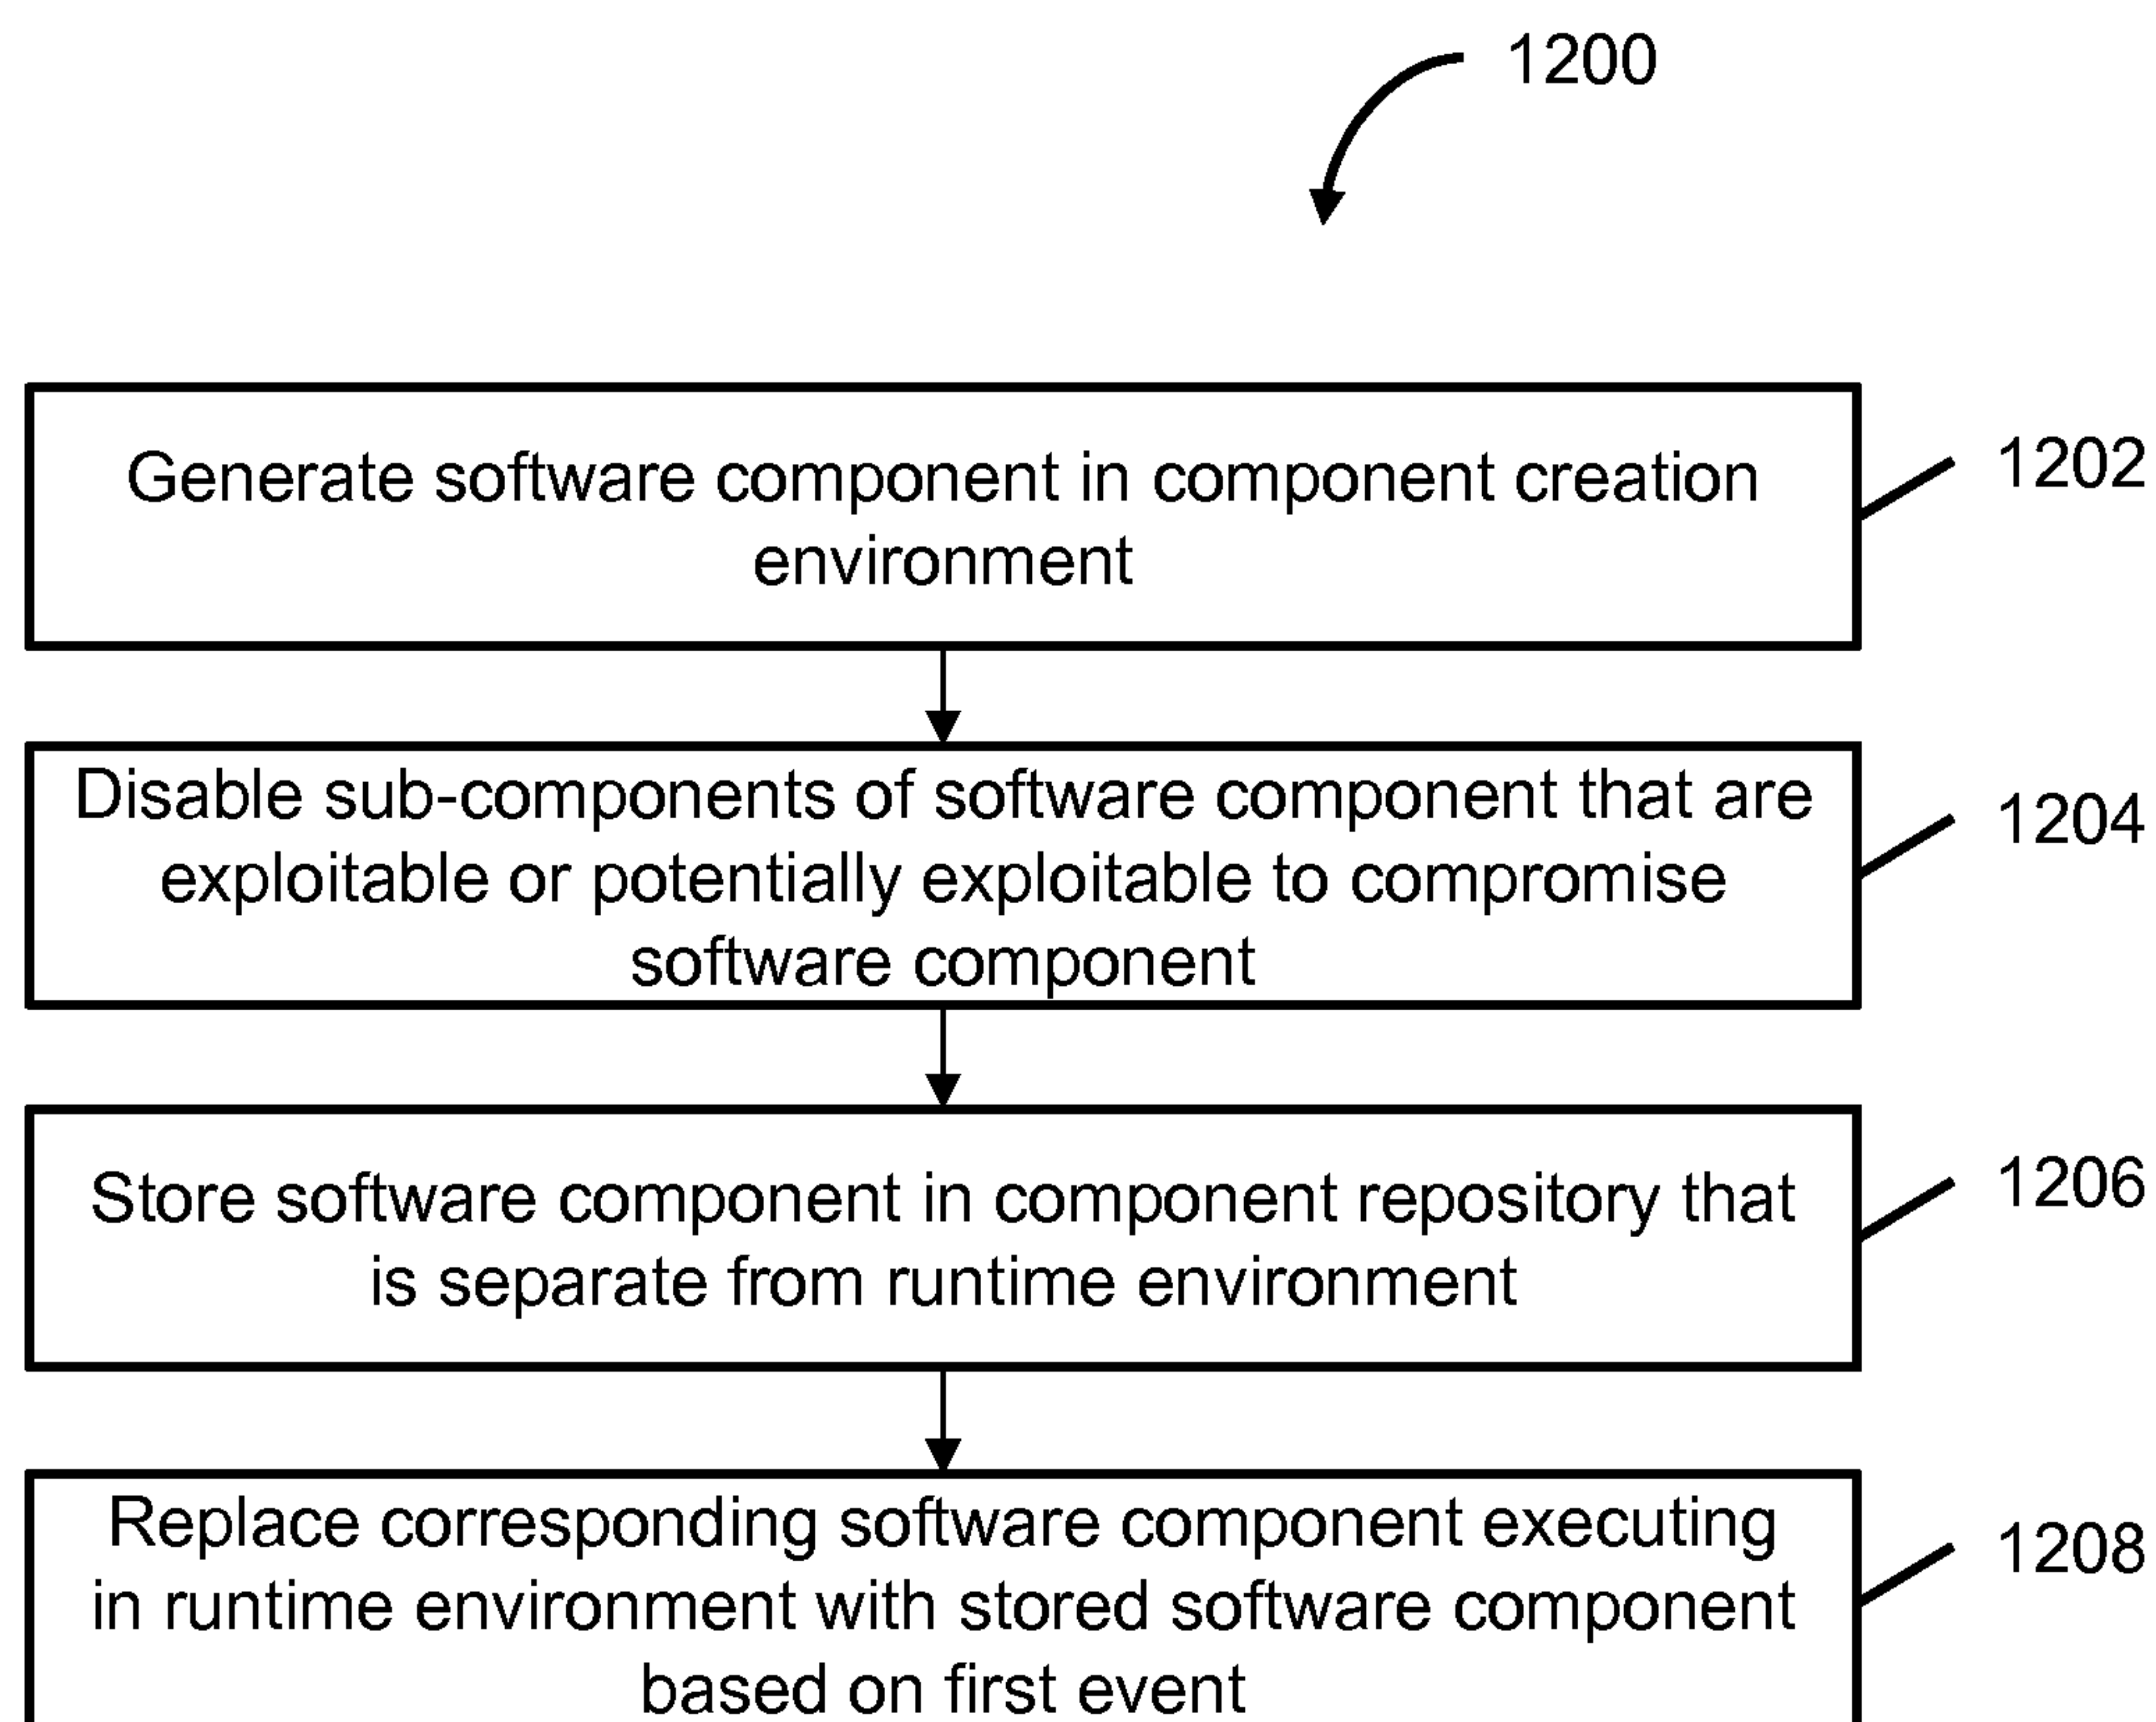 1200
Generate software component in component creation
environment
1202
Disable sub-components of software component that are
exploitable or potentially exploitable to compromise
software component
1204
Store software component in component repository that
is separate from runtime environment
1206
Replace corresponding software component executing
in runtime environment with stored software component
based on first event
1208